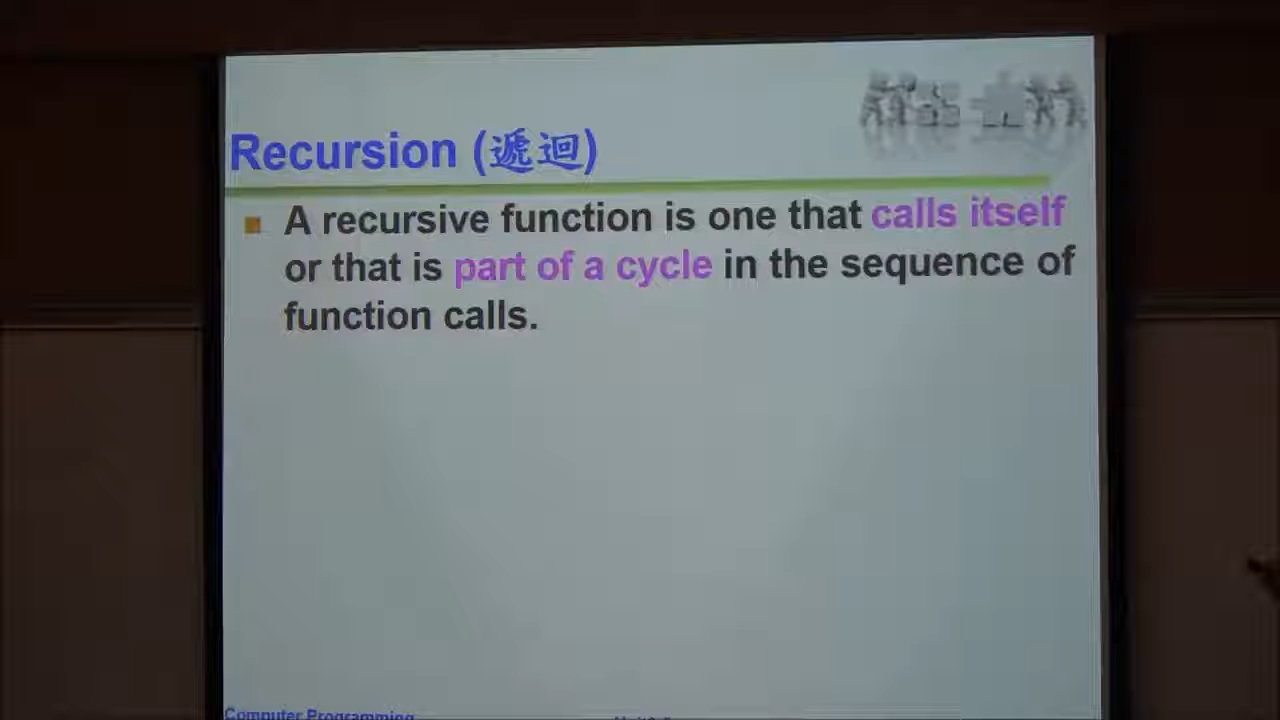 Recursion (遞迴)
A recursive function is one that calls itself
or that is part of a cycle in the sequence of
function calls.
Computer Programming